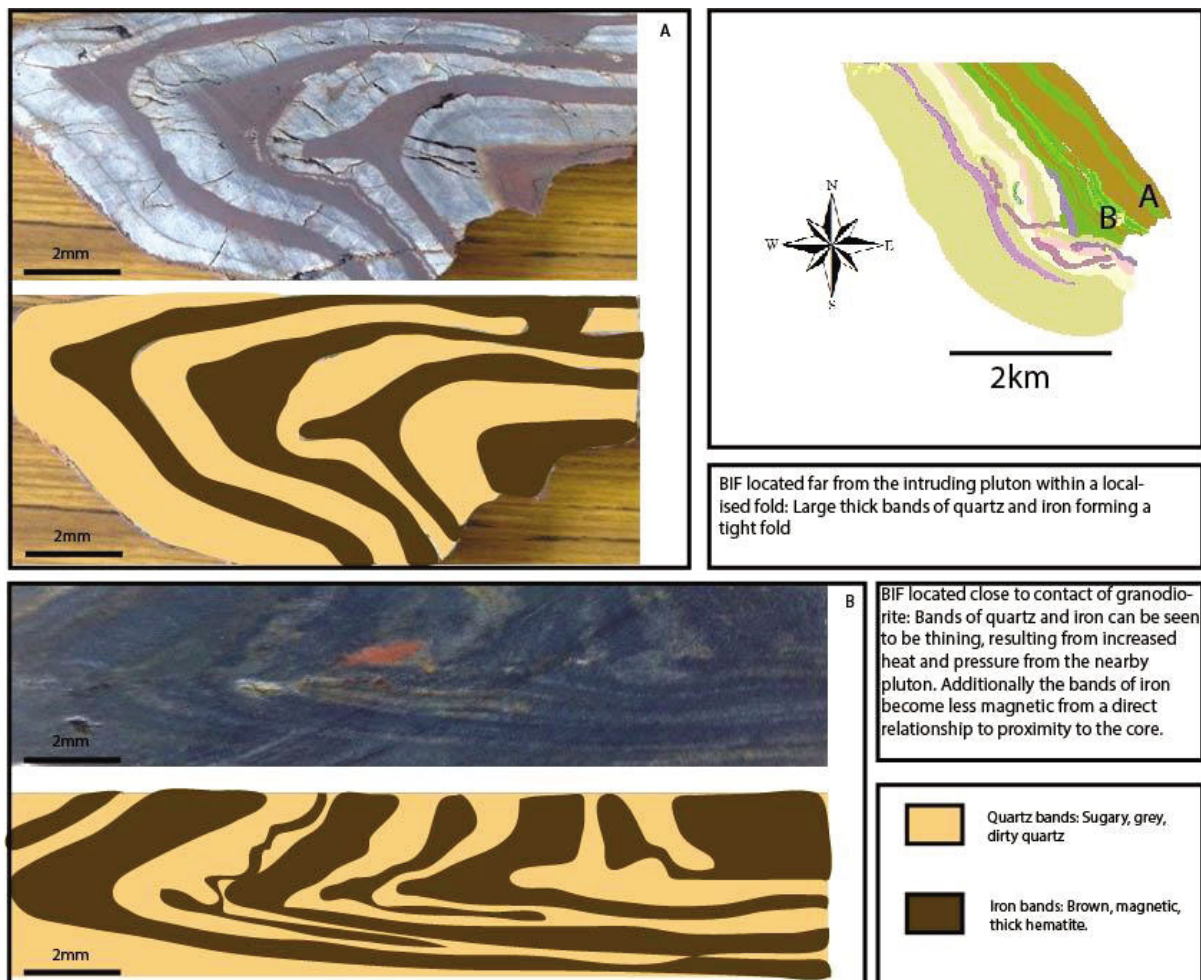 A
2mm
2mm
N
W
E
S
A
B
2km
BIF located far from the intruding pluton within a local-
ised fold: Large thick bands of quartz and iron forming a
tight fold
B
2mm
2mm
BIF located close to contact of granodio-
rite: Bands of quartz and iron can be seen
to be thining, resulting from increased
heat and pressure from the nearby
pluton. Additionally the bands of iron
become less magnetic from a direct
relationship to proximity to the core.
Quartz bands: Sugary, grey,
dirty quartz
Iron bands: Brown, magnetic,
thick hematite.